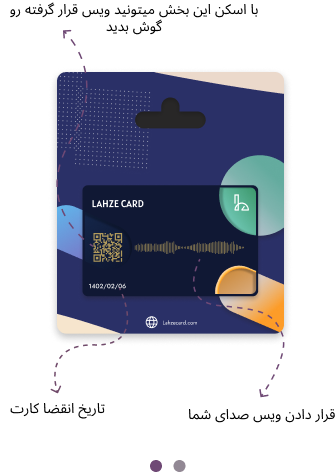 با اسکن این بخش میتونید ویس قرار گرفته رو
گوش بدید
LAHZE CARD
1402/02/06
Lahzecard.com
تاریخ انقضا کارت
قرار دادن ویس صدای شما